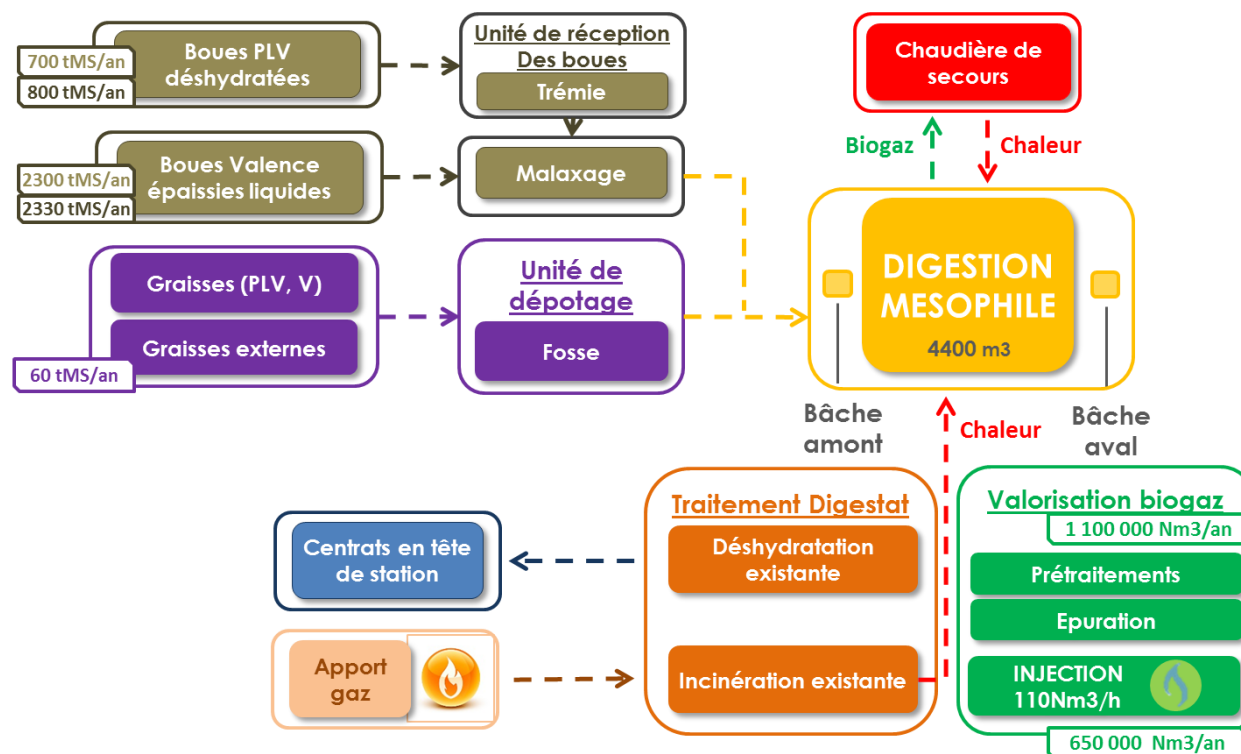 700 tMS/an
800 tMS/an
Boues PLV
déshydratées
Unité de réception
Des boues
Trémie
Chaudière de
secours
2300 tMS/an
2330 tMS/an
Boues Valence
épaissies liquides
Malaxage
Biogaz
Chaleur
Graisses (PLV, V)
Graisses externes
60 tMS/an
Unité de
dépotage
Fosse
DIGESTION
MESOPHILE
4400 m3
Bâche
amont
Chaleur
Bâche
aval
Centrats en tête
de station
Traitement Digestat
Déshydratation
existante
Valorisation biogaz
1 100 000 Nm3/an
Prétraitements
Epuration
Apport
gaz
Incinération existante
INJECTION
110Nm3/h
650 000 Nm3/an